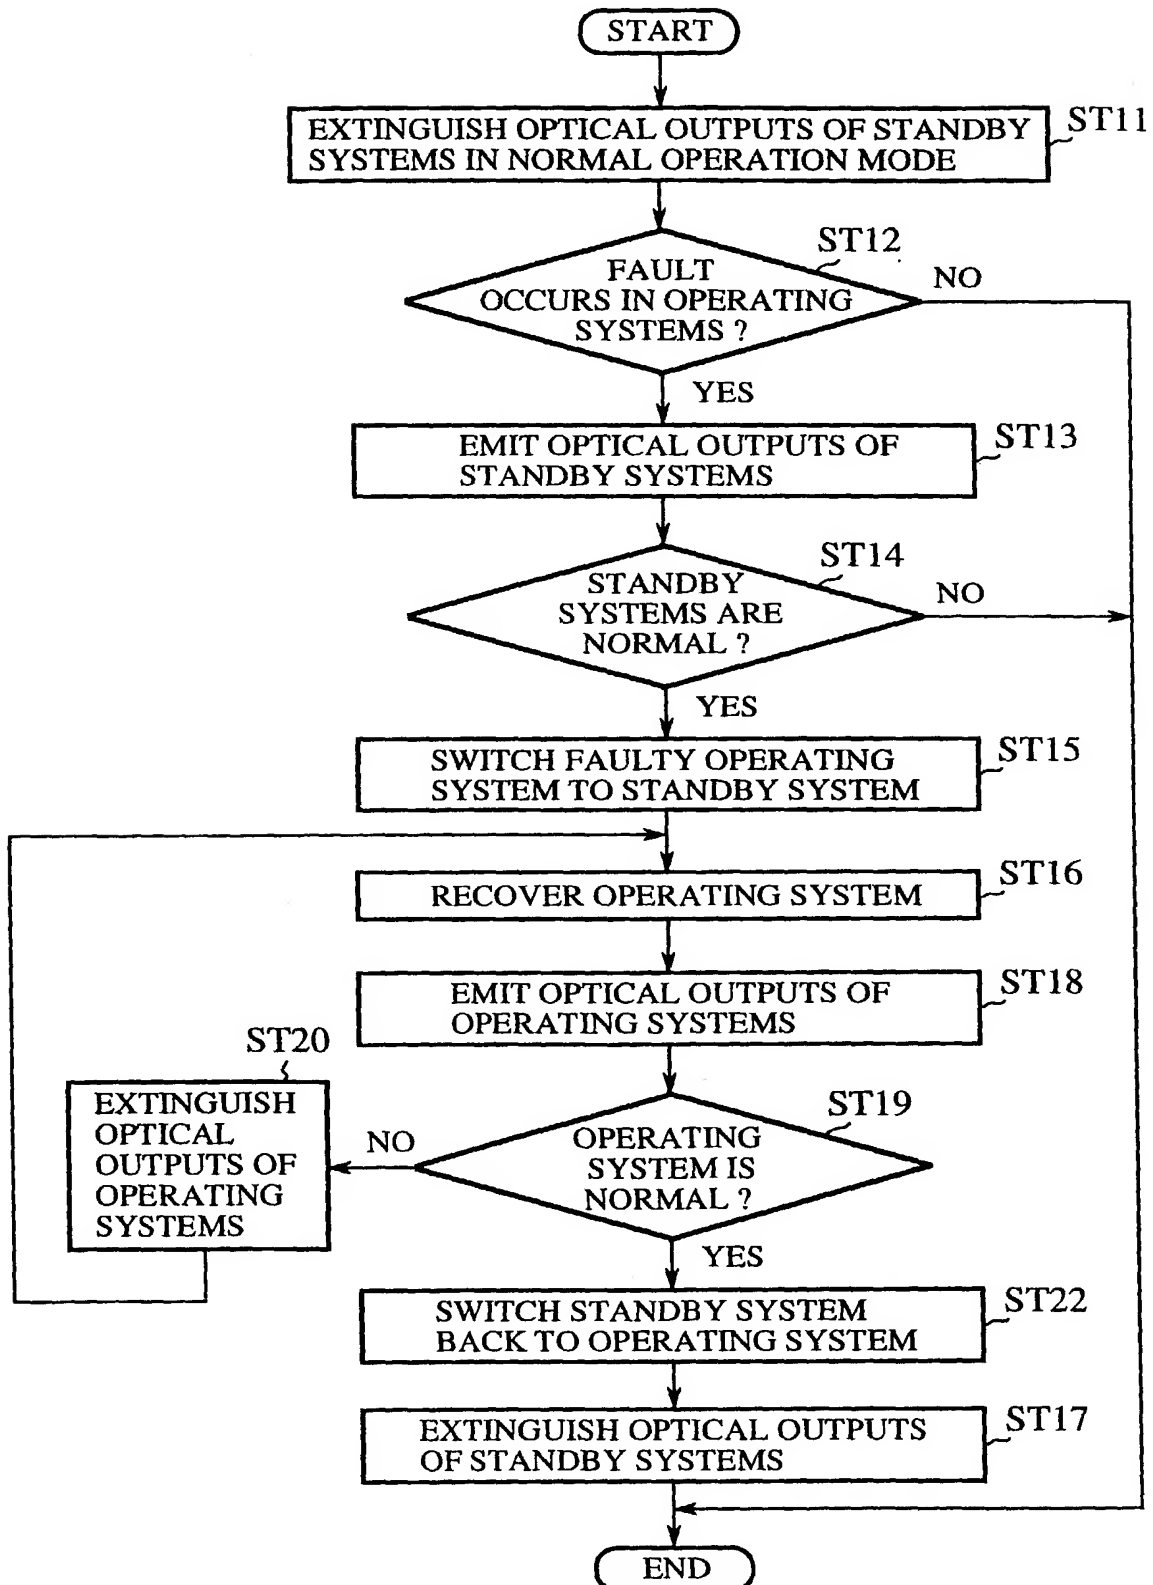 START
EXTINGUISH OPTICAL OUTPUTS OF STANDBY
SYSTEMS IN NORMAL OPERATION MODE
ST11
ST12
FAULT
OCCURS IN OPERATING
SYSTEMS ?
NO
YES
EMIT OPTICAL OUTPUTS OF
STANDBY SYSTEMS
ST13
ST14
STANDBY
SYSTEMS ARE
NORMAL ?
NO
YES
SWITCH FAULTY OPERATING
SYSTEM TO STANDBY SYSTEM
ST15
RECOVER OPERATING SYSTEM
ST16
EMIT OPTICAL OUTPUTS OF
OPERATING SYSTEMS
ST18
ST20
EXTINGUISH
OPTICAL
OUTPUTS OF
OPERATING
SYSTEMS
NO
ST19
OPERATING
SYSTEM IS
NORMAL ?
YES
SWITCH STANDBY SYSTEM
BACK TO OPERATING SYSTEM
ST22
EXTINGUISH OPTICAL OUTPUTS
OF STANDBY SYSTEMS
ST17
END